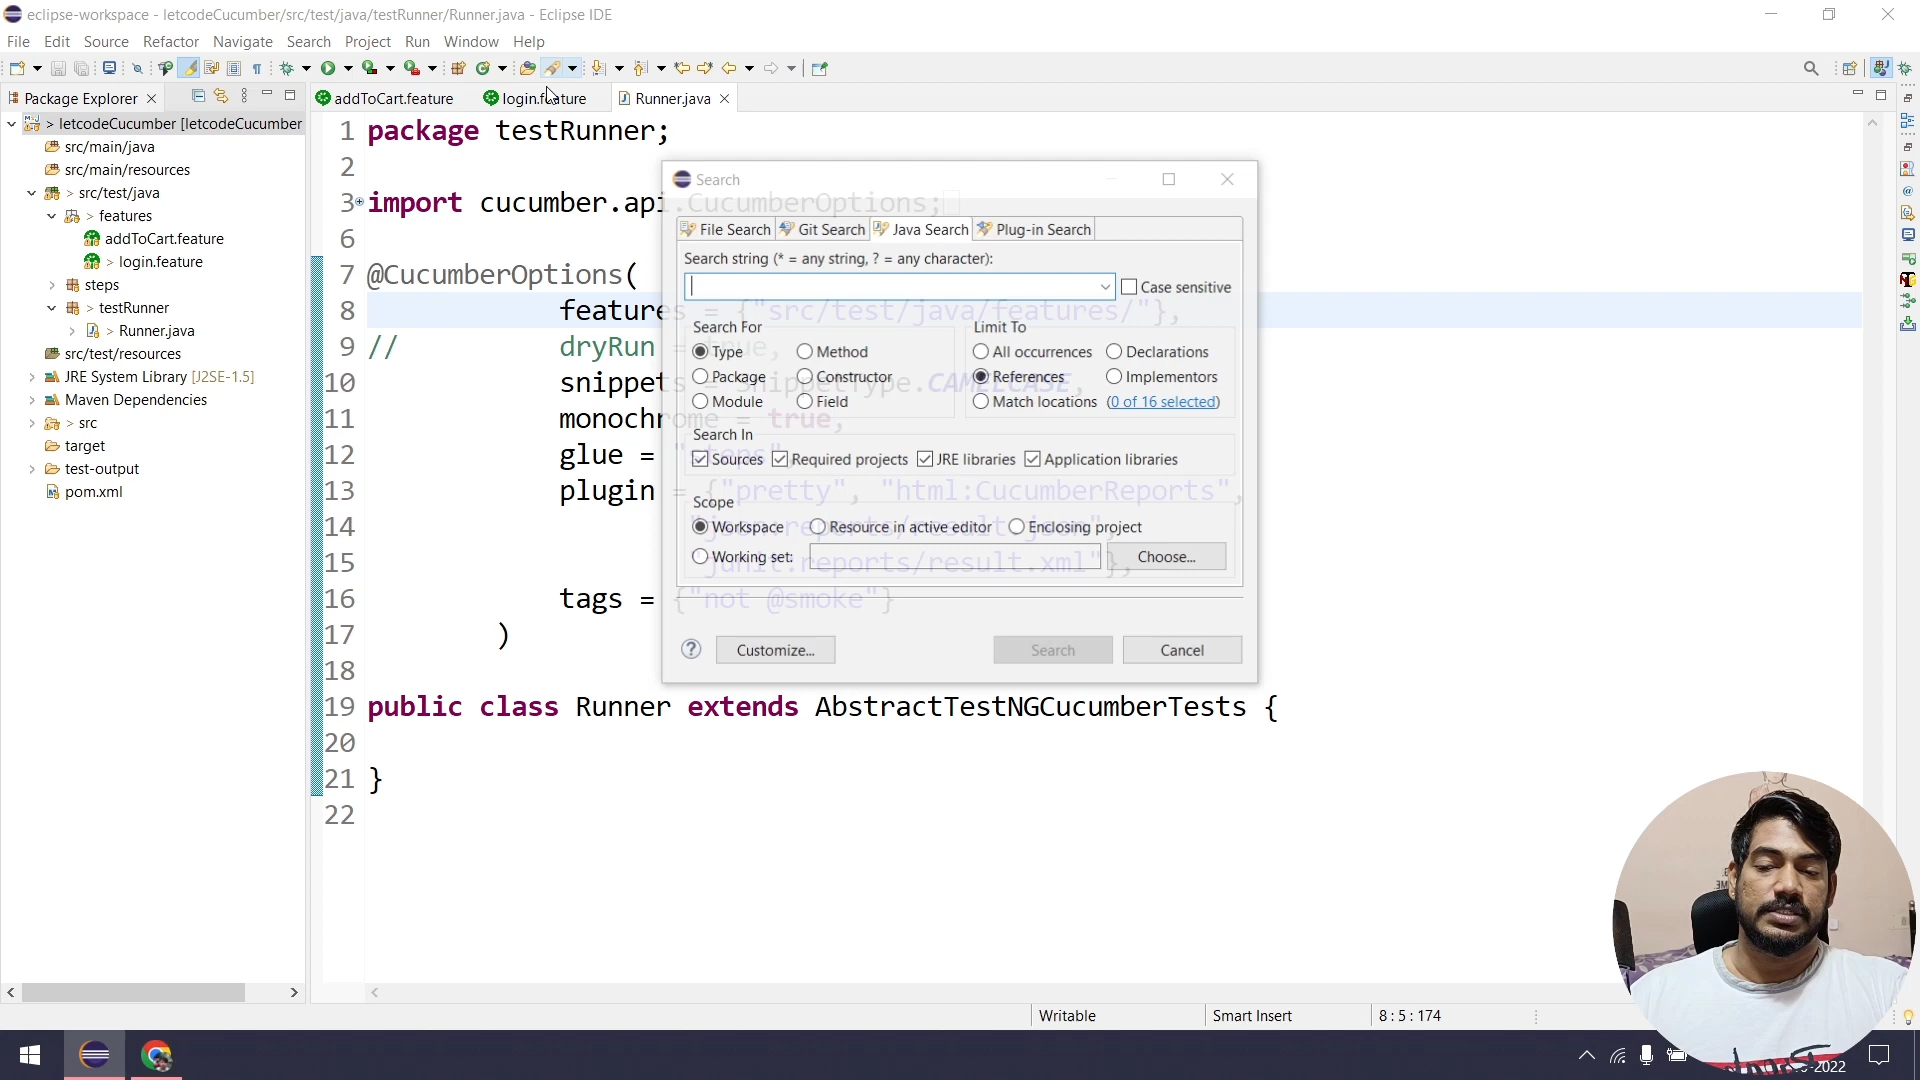 eclipse-workspace - letcodeCucumber/src/test/java/testRunner/Runner.java - Eclipse IDE
File Edit Source Refactor Navigate Search Project Run Window Help
Package Explorer
addToCart.feature login.feature Runner.java
> letcodeCucumber [letcodeCucumber
src/main/java
src/main/resources
> src/test/java
> features
addToCart.feature
> login.feature
steps
> testRunner
> Runner.java
src/test/resources
JRE System Library [J2SE-1.5]
Maven Dependencies
> src
target
test-output
pom.xml
1 package testRunner;
2
3 import cucumber.api.CucumberOptions;
6
7 @CucumberOptions(
8 features = {"src/test/java/features/"},
9 // dryRun = true,
10 snippets = SnippetType.CAMELCASE,
11 monochrome = true,
12 glue = "steps",
13 plugin = {"pretty", "html:CucumberReports",
14 "json:reports/result.json",
15 "junit:reports/result.xml"},
16 tags = {"not @smoke"}
17 )
18
19 public class Runner extends AbstractTestNGCucumberTests {
20
21 }
22
Search
File Search Git Search Java Search Plug-in Search
Search string (* = any string, ? = any character):
Case sensitive
Search For
Type Method
Package Constructor
Module Field
Limit To
All occurrences Declarations
References Implementors
Match locations (0 of 16 selected)
Search In
Sources Required projects JRE libraries Application libraries
Scope
Workspace Resource in active editor Enclosing project
Working set: Choose...
? Customize... Search Cancel
Writable Smart Insert 8 : 5 : 174
-2022